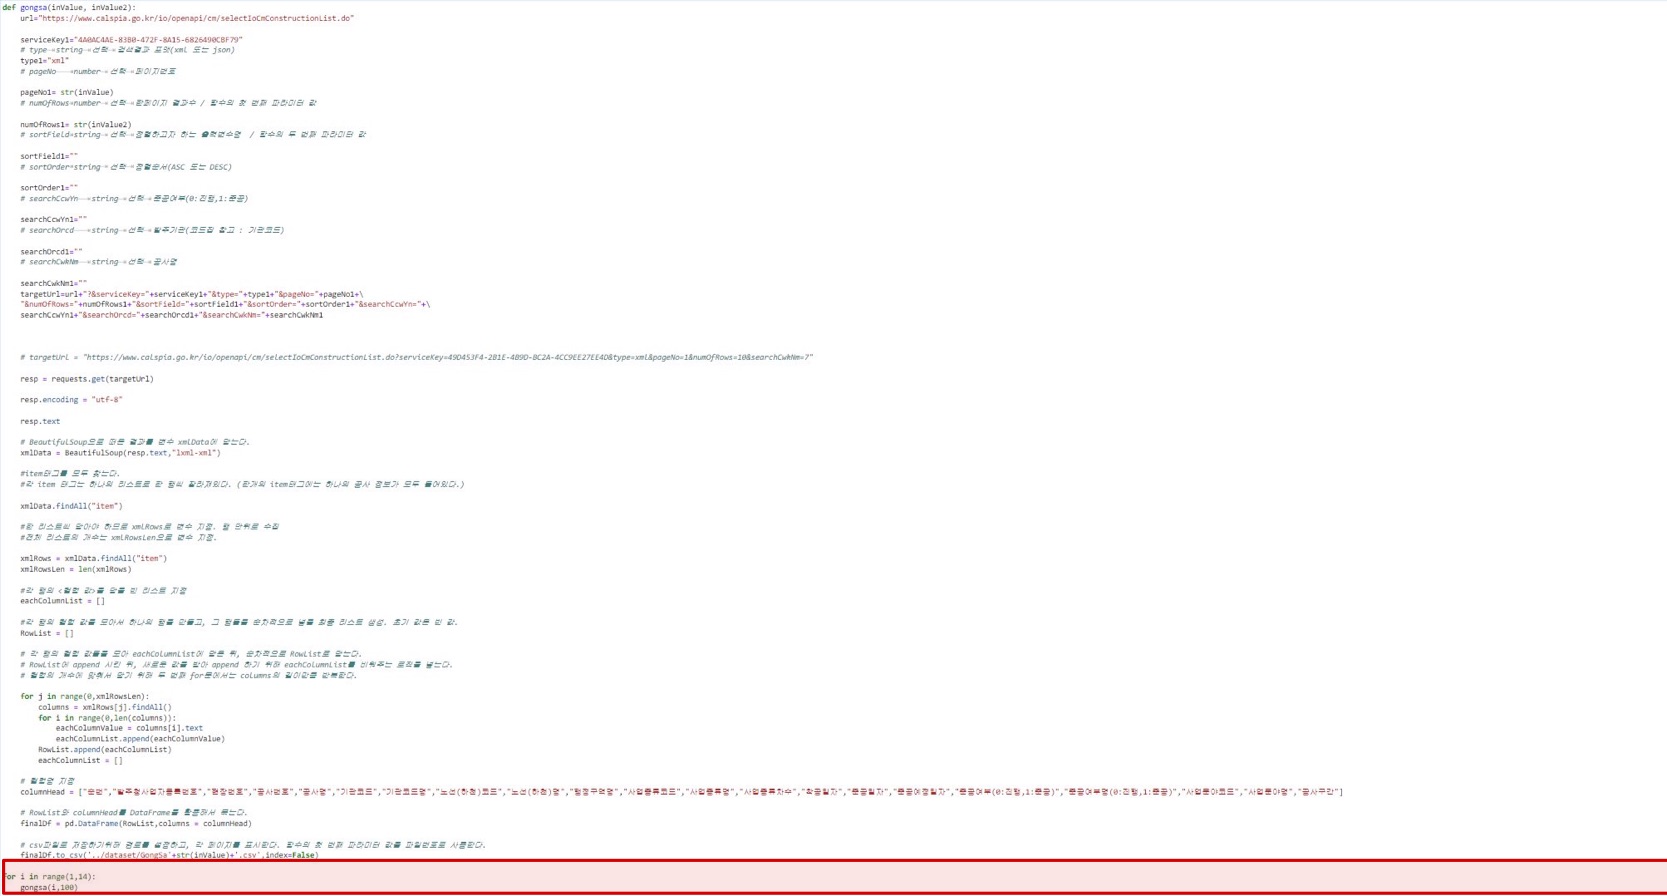 def gongsa(inValue, inValue2):
url="https://www.calspia.go.kr/io/openapi/cm/selectIoCmConstructionList.do"
serviceKey1="4A0AC4AE-83B0-472F-8A15-6826490CBF79"
# type→string→선택→검색결과 포맷(xml 또는 json)
type1="xml"
# pageNo→number→선택→페이지번호
pageNo1= str(inValue)
# numOfRows→number→선택→한페이지 결과수 / 함수의 첫 번째 파라미터 값
numOfRows1= str(inValue2)
# sortField→string→선택→정렬하고자 하는 출력변수명 / 함수의 두 번째 파라미터 값
sortField1=""
# sortOrder→string→선택→정렬순서(ASC 또는 DESC)
sortOrder1=""
# searchCcwYn→string→선택→준공여부(0:진행,1:준공)
searchCcwYn1=""
# searchOrcd→string→선택→발주기관(코드집 참고 : 기관코드)
searchOrcd1=""
# searchCwkNm→string→선택→공사명
searchCwkNm1=""
targetUrl=url+"?&serviceKey="+serviceKey1+"&type="+type1+"&pageNo="+pageNo1+\
"&numOfRows="+numOfRows1+"&sortField="+sortField1+"&sortOrder="+sortOrder1+"&searchCcwYn="+\
searchCcwYn1+"&searchOrcd="+searchOrcd1+"&searchCwkNm="+searchCwkNm1
# targetUrl = "https://www.calspia.go.kr/io/openapi/cm/selectIoCmConstructionList.do?serviceKey=49D453F4-2B1E-4B9D-BC2A-4CC9EE27EE4D&type=xml&pageNo=1&numOfRows=10&searchCwkNm=7"
resp = requests.get(targetUrl)
resp.encoding = "utf-8"
resp.text
# BeautifulSoup으로 따온 결과를 변수 xmlData에 담는다.
xmlData = BeautifulSoup(resp.text,"lxml-xml")
#item태그를 모두 찾는다.
#각 item 태그는 하나의 리스트로 한 행씩 잘라져있다. (한개의 item태그에는 하나의 공사 정보가 모두 들어있다.)
xmlData.findAll("item")
#한 리스트씩 담아야 하므로 xmlRows로 변수 지정. 행 단위로 수집
#전체 리스트의 개수는 xmlRowsLen으로 변수 지정.
xmlRows = xmlData.findAll("item")
xmlRowsLen = len(xmlRows)
#각 행의 <컬럼 값>를 담을 빈 리스트 지정
eachColumnList = []
#각 행의 컬럼 값를 모아서 하나의 행를 만들고, 그 행들를 순차적으로 넣를 최종 리스트 생성. 초기 값은 빈 값.
RowList = []
# 각 행의 컬럼 값들를 모아 eachColumnList에 담은 뒤, 순차적으로 RowList로 담는다.
# RowList에 append 시킨 뒤, 새로운 값를 받아 append 하기 위해 eachColumnList를 비워주는 로직를 넣는다.
# 컬럼의 개수에 맞춰서 담기 위해 두 번째 for문에서는 columns의 길이만큼 반복한다.
for j in range(0,xmlRowsLen):
columns = xmlRows[j].findAll()
for i in range(0,len(columns)):
eachColumnValue = columns[i].text
eachColumnList.append(eachColumnValue)
RowList.append(eachColumnList)
eachColumnList = []
# 컬럼명 지정
columnHead = ["순번","발주청사업자등록번호","현장번호","공사번호","공사명","기관코드","기관코드명","노선(하천)코드","노선(하천)명","행정구역명","사업종류코드","사업종류명","사업종류차수","착공일자","준공일자","준공예정일자","준공여부(0:진행,1:준공)","준공여부명(0:진행,1:준공)","사업분야코드","사업분야명","공사구간"]
# RowList와 columnHead를 DataFrame를 활용해서 묶는다.
finalDf = pd.DataFrame(RowList,columns = columnHead)
# csv파일로 저장하기위해 경로를 설정하고, 각 페이지를 표시한다. 함수의 첫 번째 파라미터 값를 파일번호로 사용한다.
finalDf.to_csv('../dataset/GongSa'+str(inValue)+'.csv',index=False)
for i in range(1,14):
gongsa(i,100)